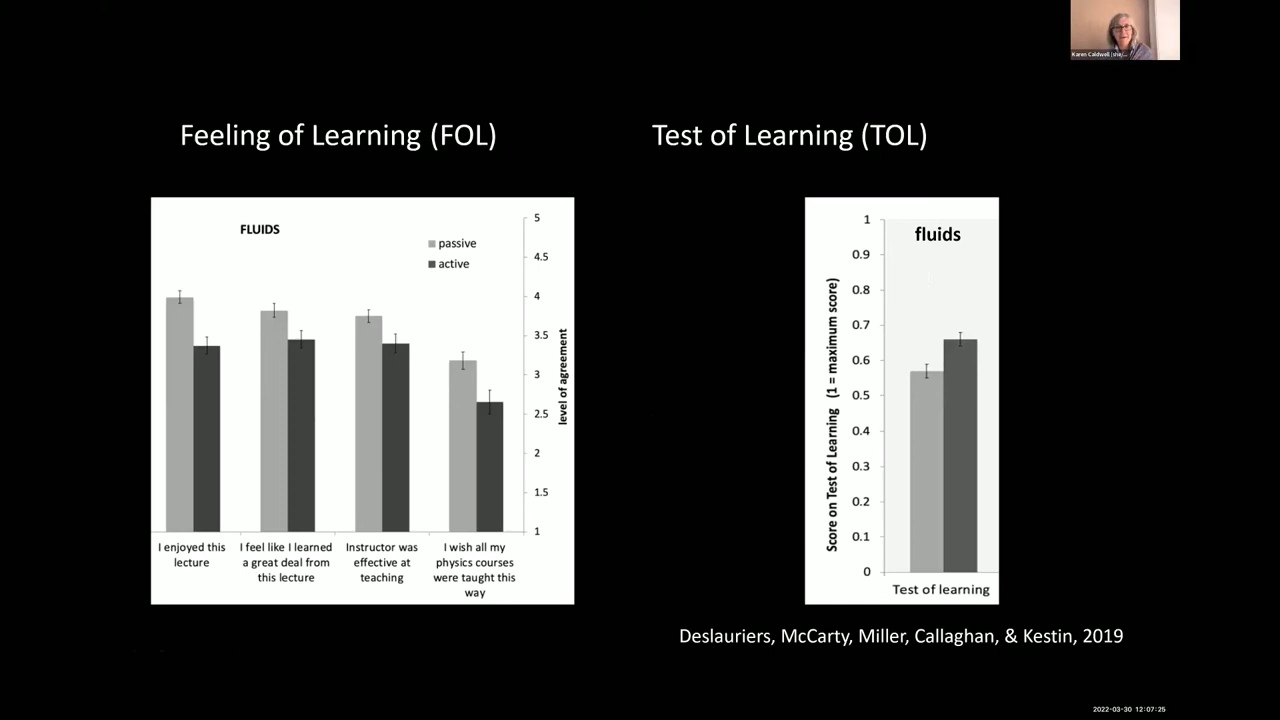 Karen Caldwell (she/...
Feeling of Learning (FOL)
Test of Learning (TOL)
FLUIDS
passive
active
5
4.5
4
3.5
3
2.5
2
1.5
1
level of agreement
I enjoyed this
lecture
I feel like I learned
a great deal from
this lecture
Instructor was
effective at
teaching
I wish all my
physics courses
were taught this
way
fluids
Score on Test of Learning (1 = maximum score)
1
0.9
0.8
0.7
0.6
0.5
0.4
0.3
0.2
0.1
0
Test of learning
Deslauriers, McCarty, Miller, Callaghan, & Kestin, 2019
2022-03-30 12:07:25